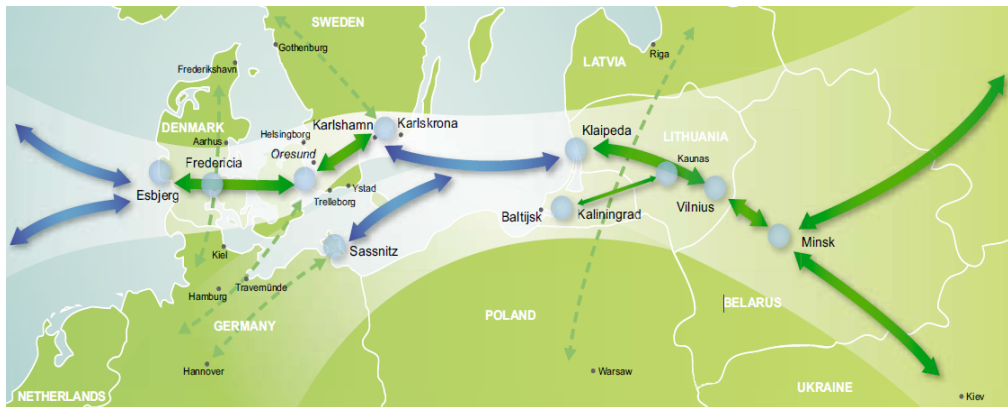 SWEDEN
Gothenburg
Frederikshavn
LATVIA
Riga
DENMARK
Aarhus
Helsingborg
Karlshamn
Karlskrona
Oresund
Fredericia
Klaipeda
LITHUANIA
Kaunas
Esbjerg
Ystad
Trelleborg
Baltijsk
Kaliningrad
Vilnius
Kiel
Sassnitz
Minsk
Travemünde
Hamburg
GERMANY
POLAND
BELARUS
Hannover
Warsaw
NETHERLANDS
UKRAINE
Kiev